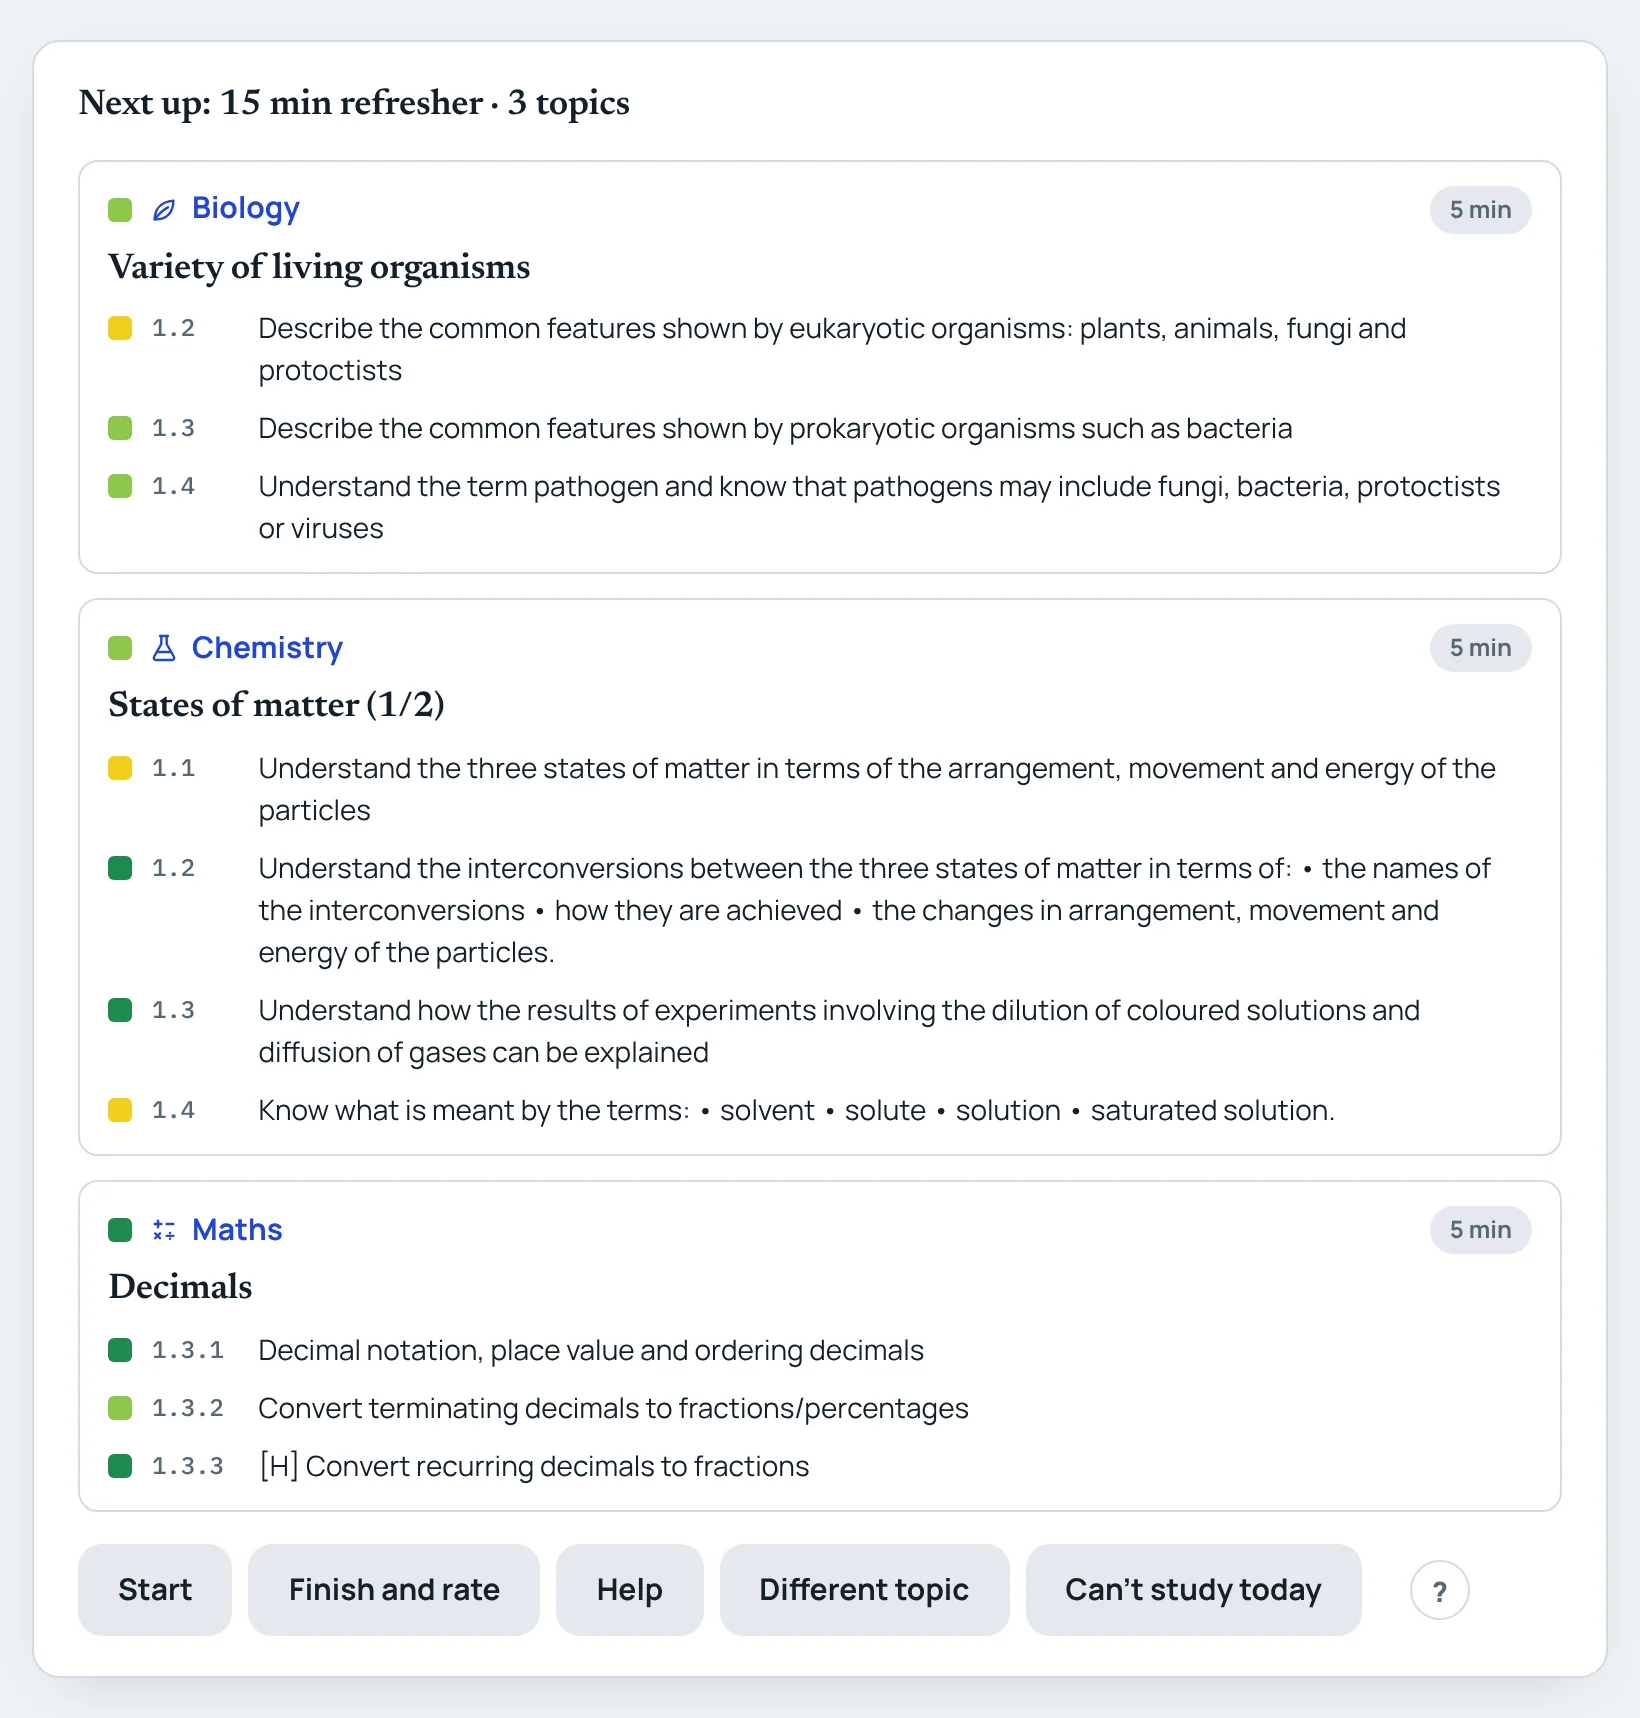 Next up: 15 min refresher · 3 topics
Biology
5 min
Variety of living organisms
1.2 Describe the common features shown by eukaryotic organisms: plants, animals, fungi and
protoctists
1.3 Describe the common features shown by prokaryotic organisms such as bacteria
1.4 Understand the term pathogen and know that pathogens may include fungi, bacteria, protoctists
or viruses
Chemistry
5 min
States of matter (1/2)
1.1 Understand the three states of matter in terms of the arrangement, movement and energy of the
particles
1.2 Understand the interconversions between the three states of matter in terms of: • the names of
the interconversions • how they are achieved • the changes in arrangement, movement and
energy of the particles.
1.3 Understand how the results of experiments involving the dilution of coloured solutions and
diffusion of gases can be explained
1.4 Know what is meant by the terms: • solvent • solute • solution • saturated solution.
Maths
5 min
Decimals
1.3.1 Decimal notation, place value and ordering decimals
1.3.2 Convert terminating decimals to fractions/percentages
1.3.3 [H] Convert recurring decimals to fractions
Start
Finish and rate
Help
Different topic
Can't study today
?